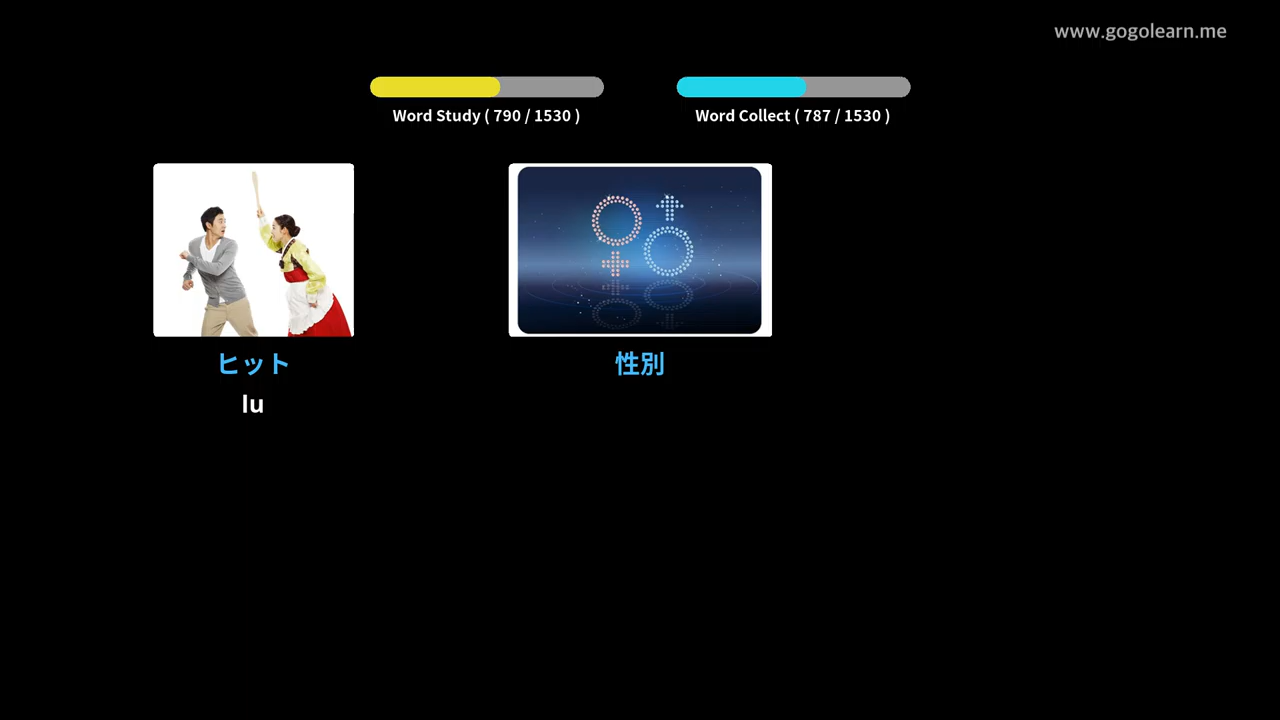 www.gogolearn.me
Word Study ( 790 / 1530 )
Word Collect ( 787 / 1530 )
ヒット
性別
lu